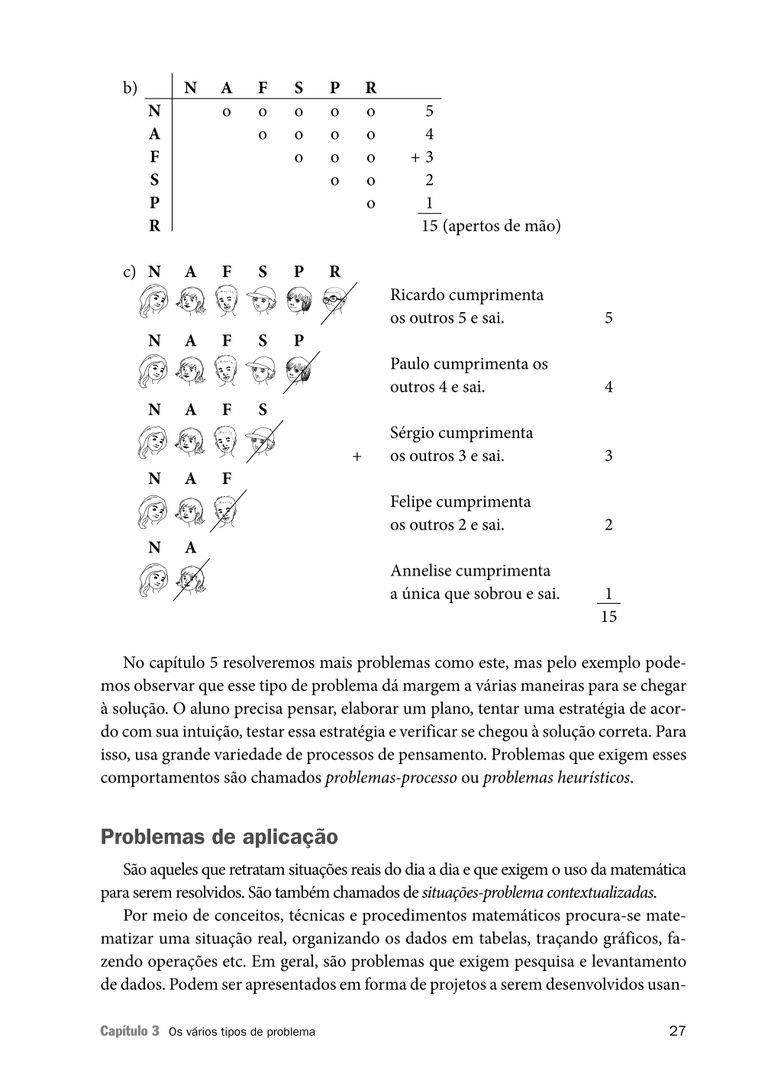 b) N A F S P R
N o o o o o 5
A o o o o 4
F o o o + 3
S o o 2
P o 1
R 15 (apertos de mão)
c) N A F S P R
Ricardo cumprimenta
os outros 5 e sai. 5
N A F S P
Paulo cumprimenta os
outros 4 e sai. 4
N A F S
Sérgio cumprimenta
+ os outros 3 e sai. 3
N A F
Felipe cumprimenta
os outros 2 e sai. 2
N A
Annelise cumprimenta
a única que sobrou e sai. 1
15
No capítulo 5 resolveremos mais problemas como este, mas pelo exemplo pode-
mos observar que esse tipo de problema dá margem a várias maneiras para se chegar
à solução. O aluno precisa pensar, elaborar um plano, tentar uma estratégia de acor-
do com sua intuição, testar essa estratégia e verificar se chegou à solução correta. Para
isso, usa grande variedade de processos de pensamento. Problemas que exigem esses
comportamentos são chamados problemas-processo ou problemas heurísticos.
Problemas de aplicação
São aqueles que retratam situações reais do dia a dia e que exigem o uso da matemática
para serem resolvidos. São também chamados de situações-problema contextualizadas.
Por meio de conceitos, técnicas e procedimentos matemáticos procura-se mate-
matizar uma situação real, organizando os dados em tabelas, traçando gráficos, fa-
zendo operações etc. Em geral, são problemas que exigem pesquisa e levantamento
de dados. Podem ser apresentados em forma de projetos a serem desenvolvidos usan-
Capítulo 3 Os vários tipos de problema 27